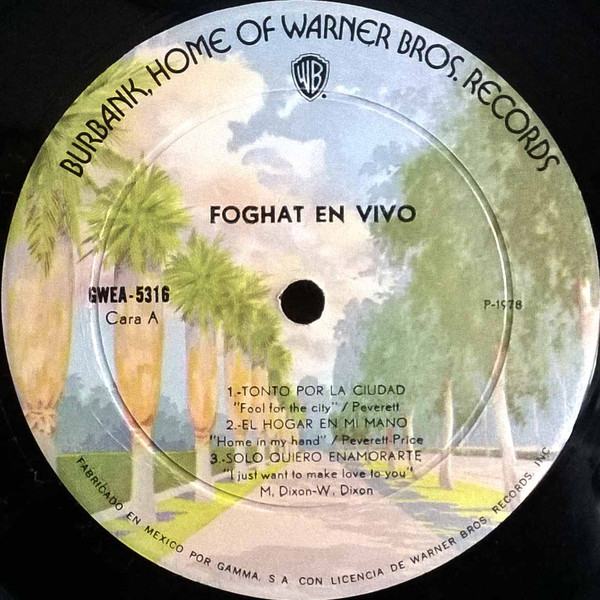 BURBANK, HOME OF WARNER BROS. RECORDS
WB
FOGHAT EN VIVO
GWEA-5316
Cara A
P-1978
1.-TONTO POR LA CIUDAD
"Fool for the city" / Peverett
2.-EL HOGAR EN MI MANO
"Home in my hand" / Peverett-Price
3.-SOLO QUIERO ENAMORARTE
"I just want to make love to you"
M. Dixon-W. Dixon
FABRICADO EN MEXICO POR GAMMA, S A CON LICENCIA DE WARNER BROS. RECORDS, INC.